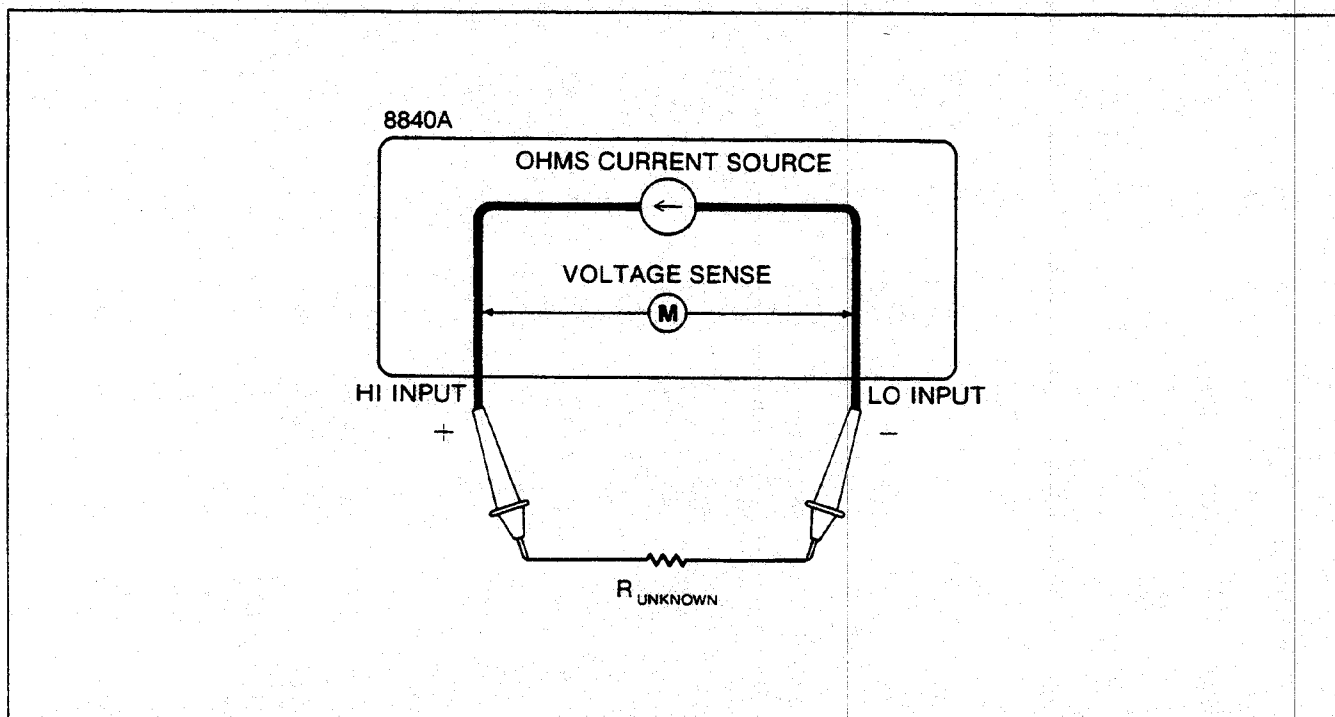 8840A
OHMS CURRENT SOURCE
VOLTAGE SENSE
M
HI INPUT
LO INPUT
+
−
R UNKNOWN